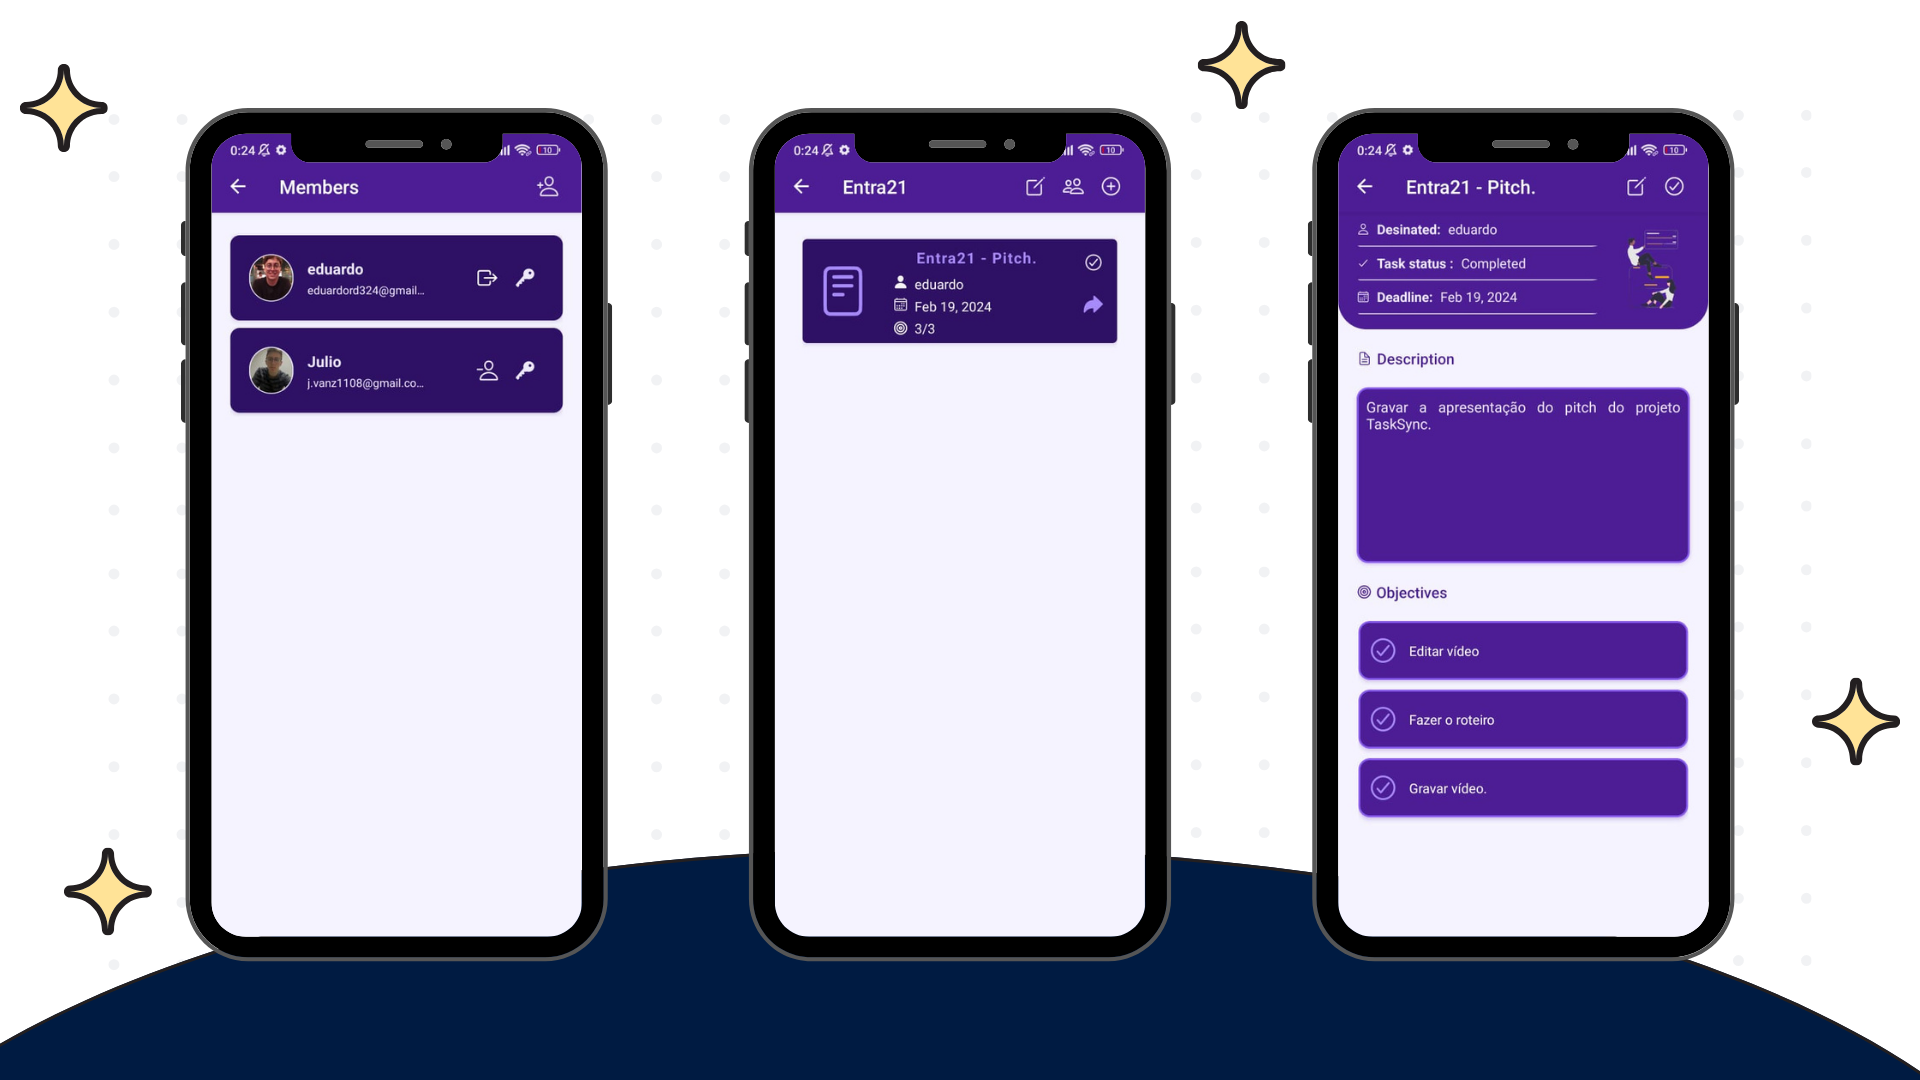 0:24
10
Members
eduardo
eduardord324@gmail...
Julio
j.vanz1108@gmail.co...
0:24
10
Entra21
Entra21 - Pitch.
eduardo
Feb 19, 2024
3/3
0:24
10
Entra21 - Pitch.
Desinated: eduardo
Task status : Completed
Deadline: Feb 19, 2024
Description
Gravar a apresentação do pitch do projeto
TaskSync.
Objectives
Editar vídeo
Fazer o roteiro
Gravar vídeo.